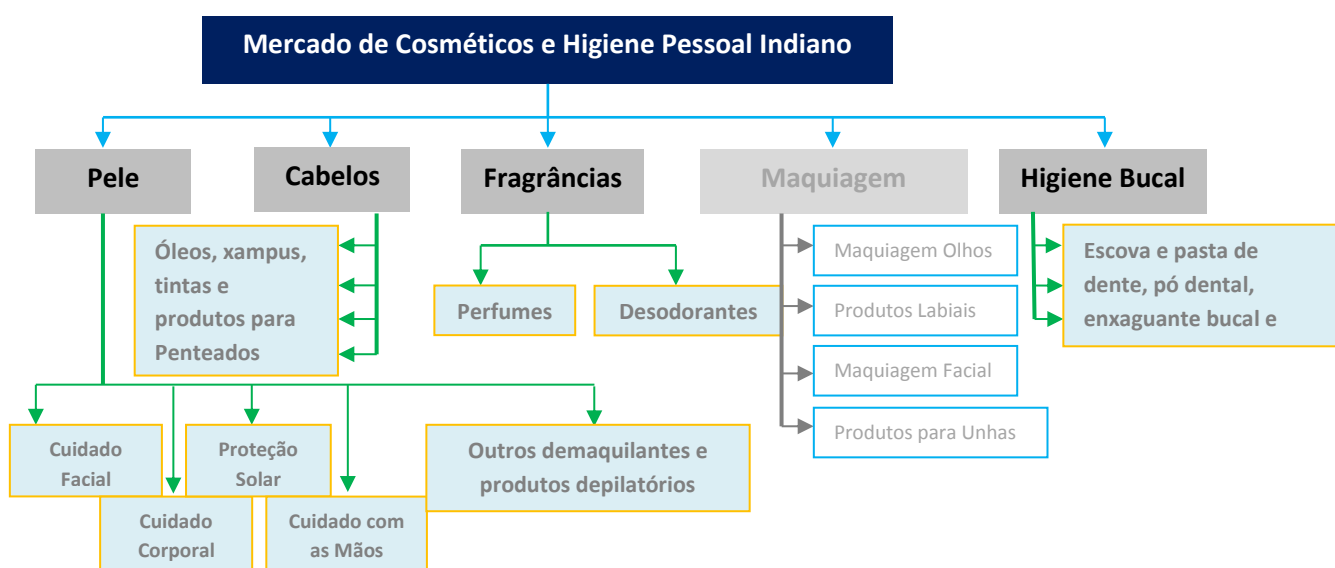 Mercado de Cosméticos e Higiene Pessoal Indiano
Pele
Cabelos
Fragrâncias
Maquiagem
Higiene Bucal
Óleos, xampus,
tintas e
produtos para
Penteados
Perfumes
Desodorantes
Maquiagem Olhos
Produtos Labiais
Maquiagem Facial
Produtos para Unhas
Escova e pasta de
dente, pó dental,
enxaguante bucal e
Cuidado
Facial
Cuidado
Corporal
Proteção
Solar
Cuidado com
as Mãos
Outros demaquilantes e
produtos depilatórios